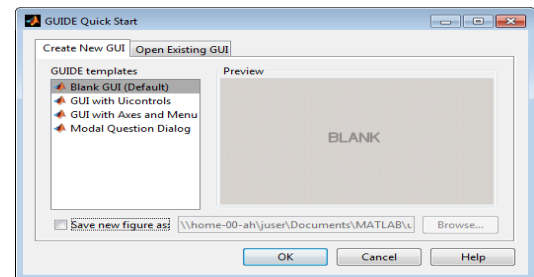 GUIDE Quick Start
Create New GUI Open Existing GUI
GUIDE templates
Blank GUI (Default)
GUI with Uicontrols
GUI with Axes and Menu
Modal Question Dialog
Preview
BLANK
Save new figure as: \\home-00-ah\juser\Documents\MATLAB\
Browse...
OK Cancel Help